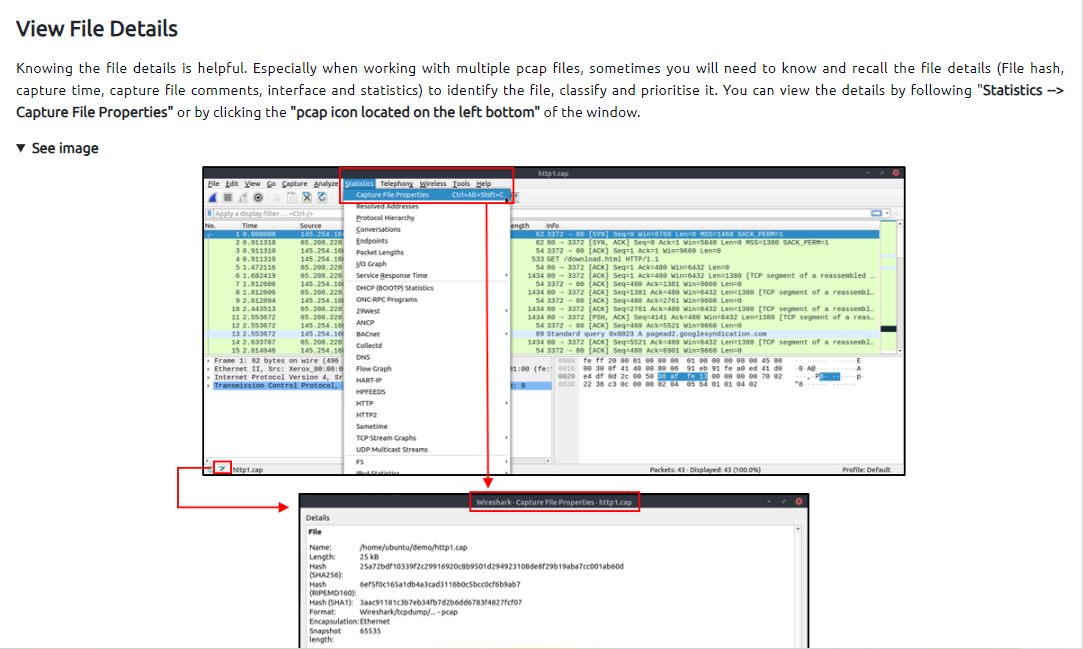 View File Details
Knowing the file details is helpful. Especially when working with multiple pcap files, sometimes you will need to know and recall the file details (File hash,
capture time, capture file comments, interface and statistics) to identify the file, classify and prioritise it. You can view the details by following "Statistics -->
Capture File Properties" or by clicking the "pcap icon located on the left bottom" of the window.
▼ See image
http1.cap
File Edit View Go Capture Analyze Statistics Telephony Wireless Tools Help
Capture File Properties Ctrl+Alt+Shift+C
Resolved Addresses
Protocol Hierarchy
Conversations
Endpoints
Packet Lengths
I/O Graph
Service Response Time
DHCP (BOOTP) Statistics
ONC-RPC Programs
29West
ANCP
BACnet
Collectd
DNS
Flow Graph
HART-IP
HPFEEDS
HTTP
HTTP2
Sametime
TCP Stream Graphs
UDP Multicast Streams
F5
IPv4 Statistics
Apply a display filter ... <Ctrl-/>
No. Time Source ength Info
1 0.000000 145.254.16 62 3372 → 80 [SYN] Seq=0 Win=8760 Len=0 MSS=1460 SACK_PERM=1
2 0.911310 65.208.228 62 80 → 3372 [SYN, ACK] Seq=0 Ack=1 Win=5840 Len=0 MSS=1380 SACK_PERM=1
3 0.911310 145.254.16 54 3372 → 80 [ACK] Seq=1 Ack=1 Win=9660 Len=0
4 0.911310 145.254.16 533 GET /download.html HTTP/1.1
5 1.472116 65.208.228 54 80 → 3372 [ACK] Seq=1 Ack=480 Win=6432 Len=0
6 1.682419 65.208.228 1434 80 → 3372 [ACK] Seq=1 Ack=480 Win=6432 Len=1380 [TCP segment of a reassembled …
7 1.812606 145.254.16 54 3372 → 80 [ACK] Seq=480 Ack=1381 Win=9660 Len=0
8 1.812606 65.208.228 1434 80 → 3372 [ACK] Seq=1381 Ack=480 Win=6432 Len=1380 [TCP segment of a reassembl…
9 2.012894 145.254.16 54 3372 → 80 [ACK] Seq=480 Ack=2761 Win=9660 Len=0
10 2.443513 65.208.228 1434 80 → 3372 [ACK] Seq=2761 Ack=480 Win=6432 Len=1380 [TCP segment of a reassembl…
11 2.553672 65.208.228 1434 80 → 3372 [PSH, ACK] Seq=4141 Ack=480 Win=6432 Len=1380 [TCP segment of a reas…
12 2.553672 145.254.16 54 3372 → 80 [ACK] Seq=480 Ack=5521 Win=9660 Len=0
13 2.553672 145.254.16 89 Standard query 0x0023 A pagead2.googlesyndication.com
14 2.633787 65.208.228 1434 80 → 3372 [ACK] Seq=5521 Ack=480 Win=6432 Len=1380 [TCP segment of a reassembl…
15 2.814046 145.254.16 54 3372 → 80 [ACK] Seq=480 Ack=6901 Win=9660 Len=0
Frame 1: 62 bytes on wire (496
Ethernet II, Src: Xerox_00:00:0 01:00 (fe:
Internet Protocol Version 4, Sr
Transmission Control Protocol, n: 0
0000 fe ff 20 00 01 00 00 00 01 00 00 00 08 00 45 00
0010 00 30 0f 41 40 00 80 06 91 eb 91 fe a0 ed 41 d0
0020 e4 df 0d 2c 00 50 38 af fe 13 00 00 00 00 70 02
0030 22 38 c3 0c 00 00 02 04 05 b4 01 01 04 02
http1.cap Packets: 43 · Displayed: 43 (100.0%) Profile: Default
Wireshark · Capture File Properties · http1.cap
Details
File
Name: /home/ubuntu/demo/http1.cap
Length: 25 kB
Hash (SHA256): 25a72bdf10339f2c29916920c8b9501d294923108de8f29b19aba7cc001ab60d
Hash (RIPEMD160): 6ef5f0c165a1db4a3cad3116b0c5bcc0cf6b9ab7
Hash (SHA1): 3aac91181c3b7eb34fb7d2b6dd6783f4827fcf07
Format: Wireshark/tcpdump/... - pcap
Encapsulation: Ethernet
Snapshot length: 65535